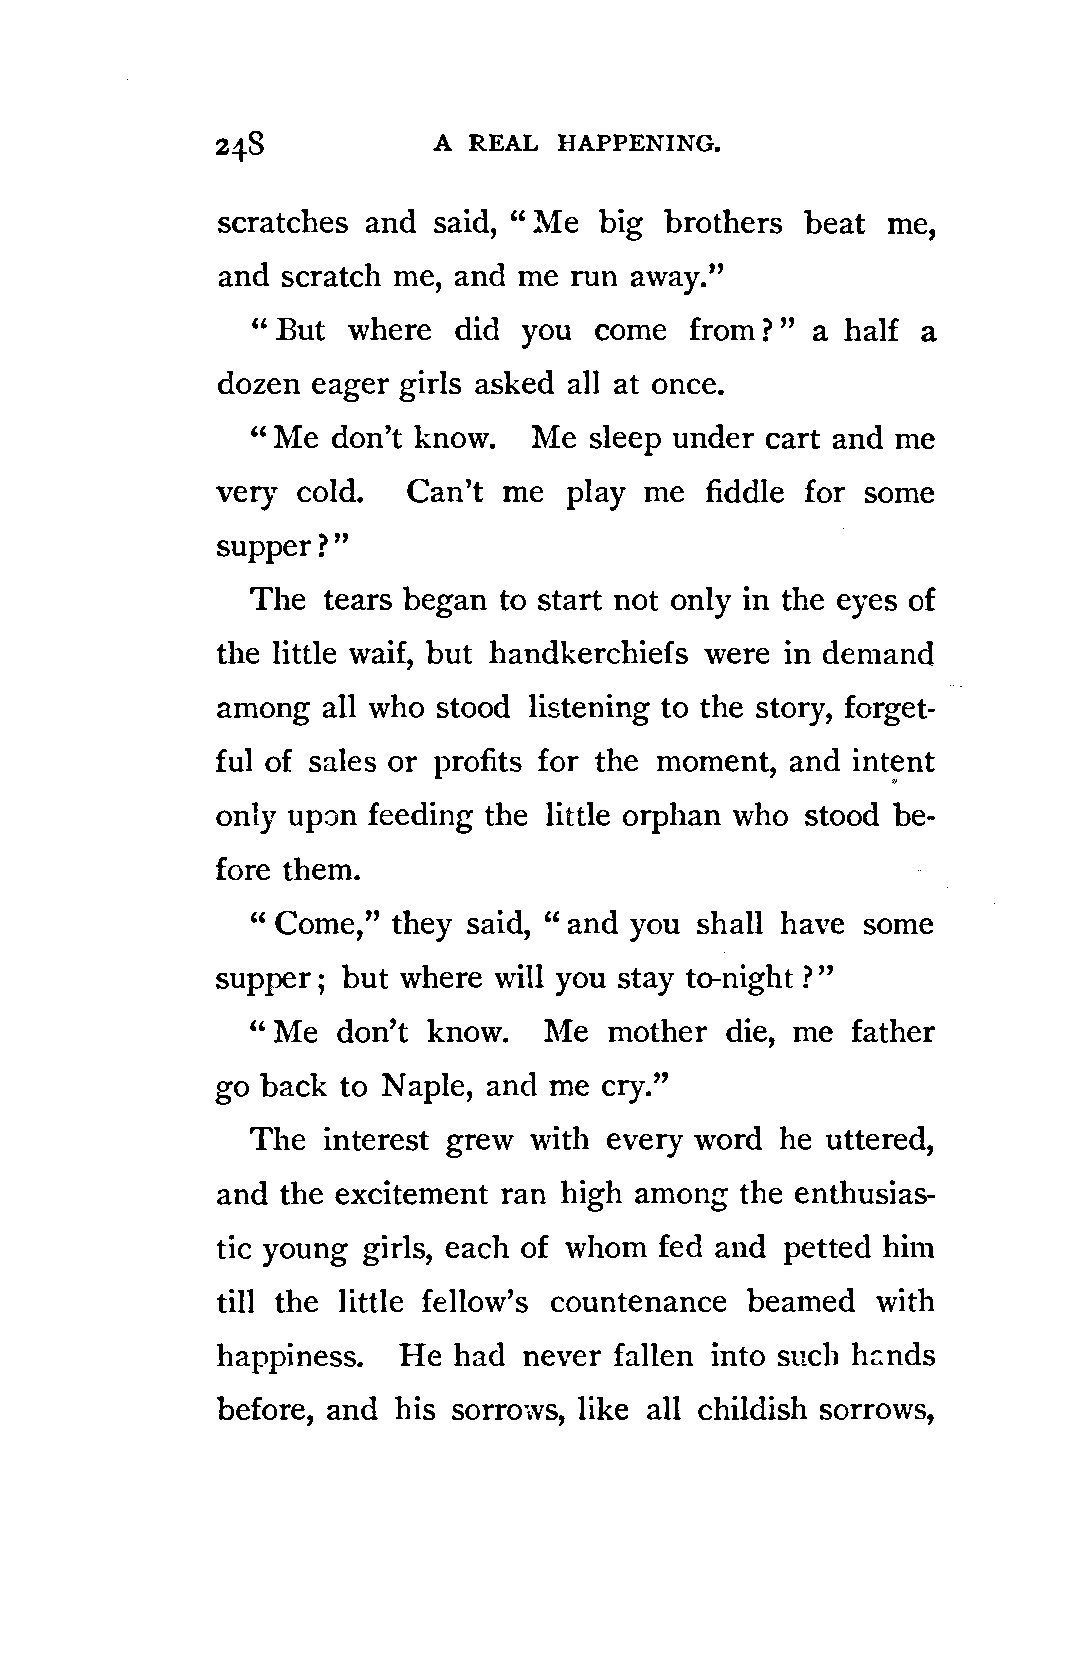 248 A REAL HAPPENING.
scratches and said, “Me big brothers beat me,
and scratch me, and me run away.”
“But where did you come from?” a half a
dozen eager girls asked all at once.
“Me don’t know. Me sleep under cart and me
very cold. Can’t me play me fiddle for some
supper?”
The tears began to start not only in the eyes of
the little waif, but handkerchiefs were in demand
among all who stood listening to the story, forget-
ful of sales or profits for the moment, and intent
only upon feeding the little orphan who stood be-
fore them.
“Come,” they said, “and you shall have some
supper; but where will you stay to-night?”
“Me don’t know. Me mother die, me father
go back to Naple, and me cry.”
The interest grew with every word he uttered,
and the excitement ran high among the enthusias-
tic young girls, each of whom fed and petted him
till the little fellow’s countenance beamed with
happiness. He had never fallen into such hands
before, and his sorrows, like all childish sorrows,